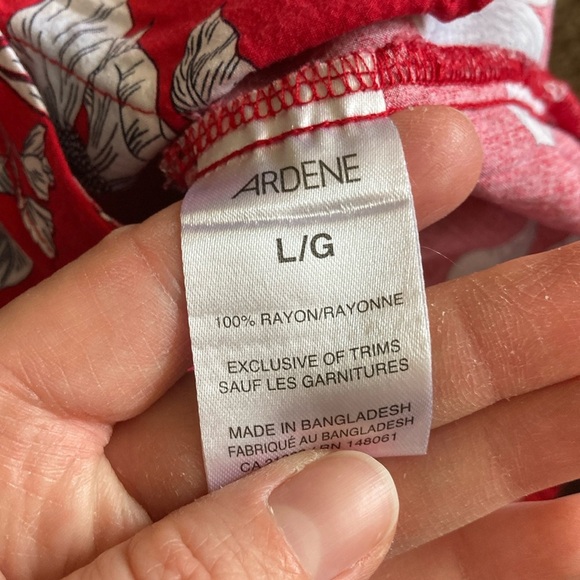 ARDENE
L/G
100% RAYON/RAYONNE
EXCLUSIVE OF TRIMS
SAUF LES GARNITURES
MADE IN BANGLADESH
FABRIQUÉ AU BANGLADESH
CA RN 148061